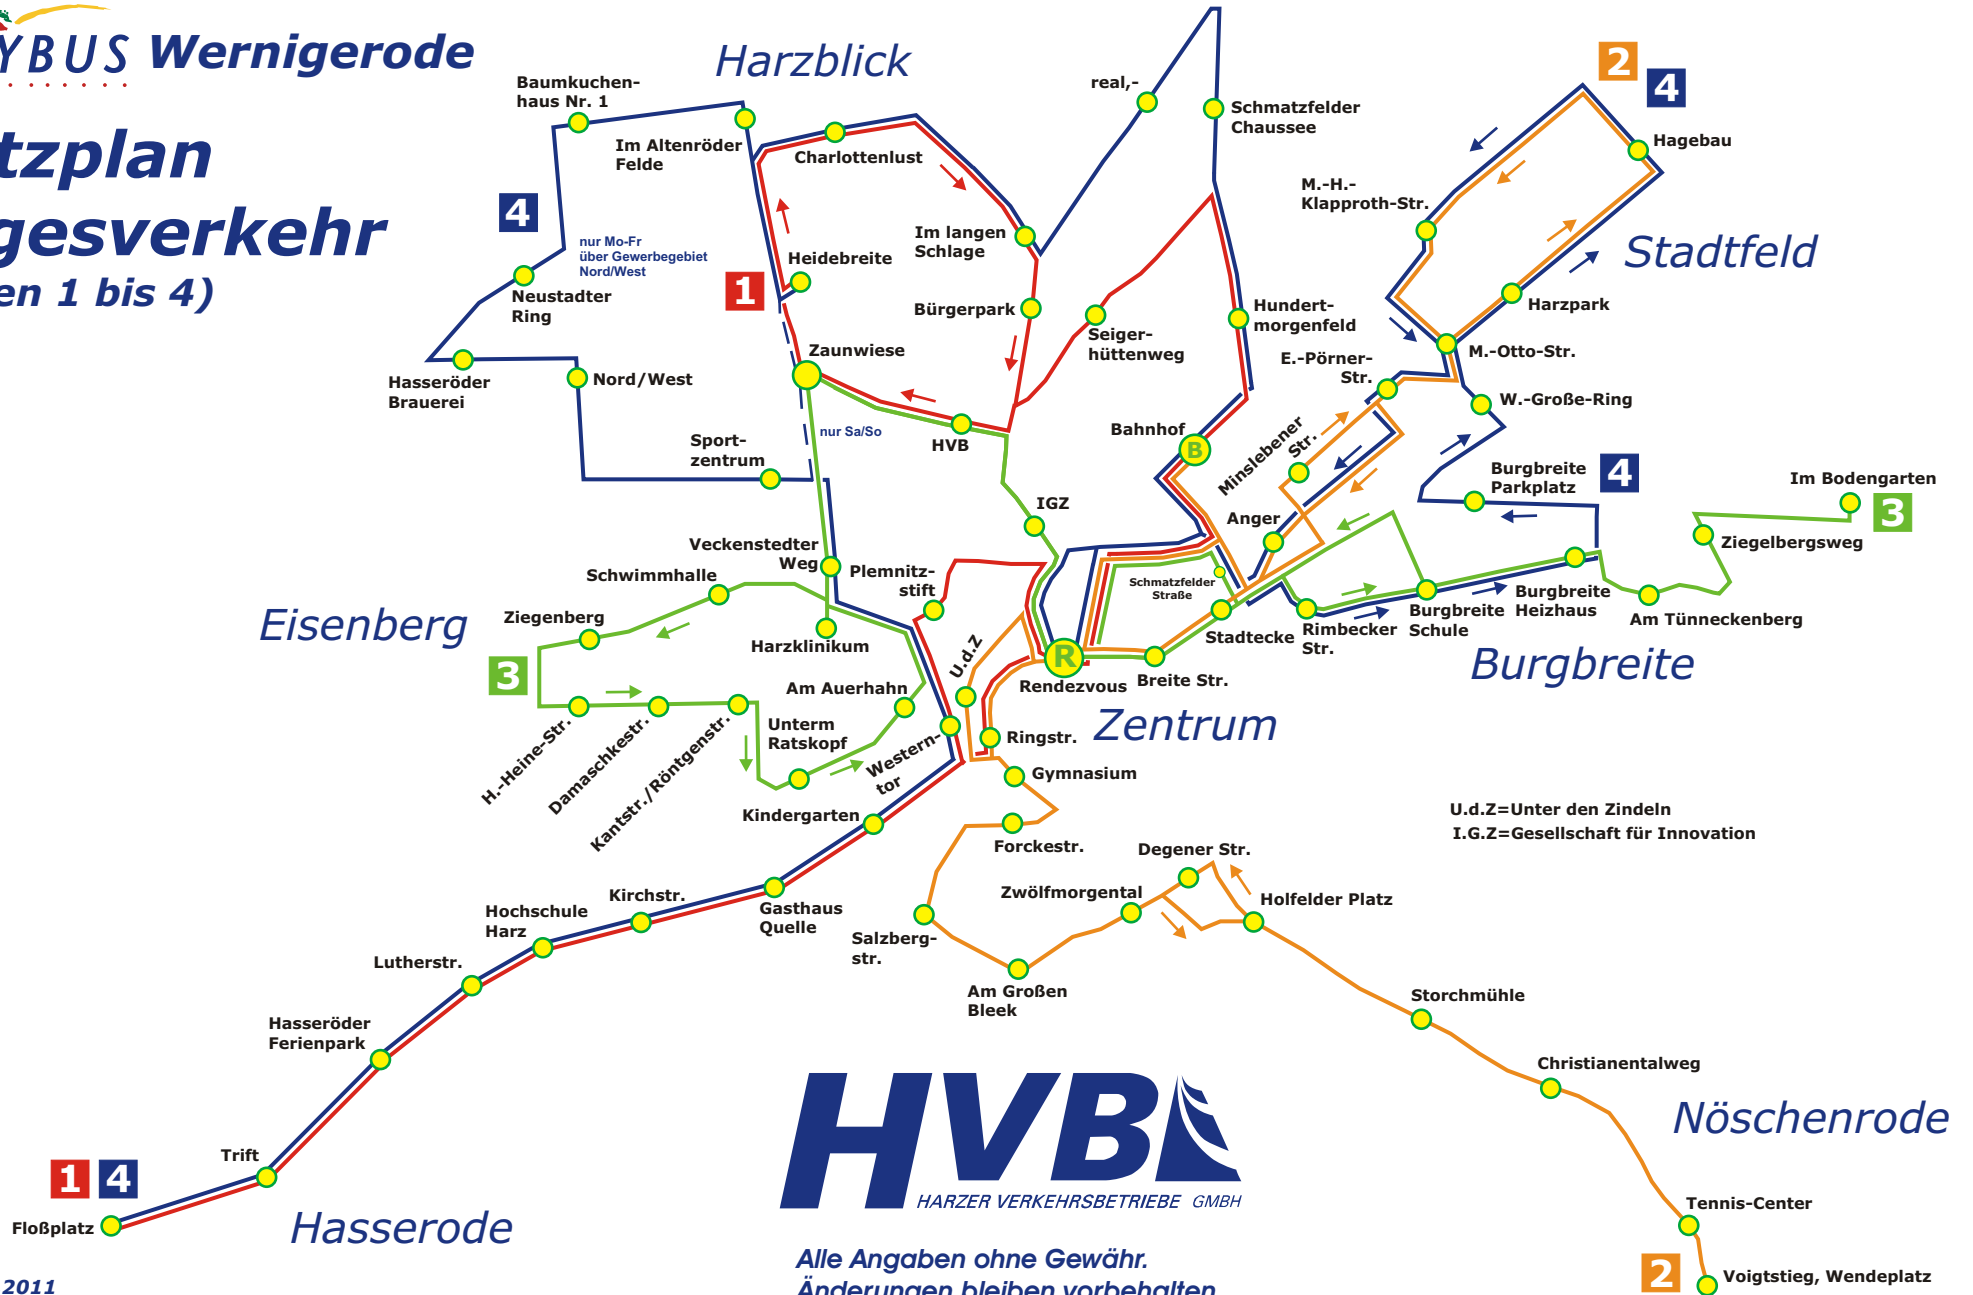 YBUS Wernigerode
tzplan
gesverkehr
en 1 bis 4)
Harzblick
Baumkuchen-
haus Nr. 1
Im Altenröder
Felde
Charlottenlust
real,-
Schmatzfelder
Chaussee
2
4
Hagebau
M.-H.-
Klapproth-Str.
Stadtfeld
4
nur Mo-Fr
über Gewerbegebiet
Nord/West
Heidebreite
1
Im langen
Schlage
Neustadter
Ring
Bürgerpark
Seiger-
hüttenweg
Hundert-
morgenfeld
Harzpark
Zaunwiese
E.-Pörner-
Str.
M.-Otto-Str.
Hasseröder
Brauerei
Nord/West
W.-Große-Ring
nur Sa/So
HVB
Bahnhof
B
Minslebener
Str.
Sport-
zentrum
Burgbreite
Parkplatz
4
Im Bodengarten
3
IGZ
Anger
Ziegelbergsweg
Veckenstedter
Weg
Schwimmhalle
Plemnitz-
stift
Schmatzfelder
Straße
Burgbreite
Heizhaus
Am Tünneckenberg
Eisenberg
Ziegenberg
Harzklinikum
U.d.Z
Stadtecke
Rimbecker
Str.
Burgbreite
Schule
Burgbreite
3
R
Rendezvous
Breite Str.
Am Auerhahn
Zentrum
H.-Heine-Str.
Damaschkestr.
Kantstr./Röntgenstr.
Unterm
Ratskopf
Western-
tor
Ringstr.
Gymnasium
Kindergarten
U.d.Z=Unter den Zindeln
I.G.Z=Gesellschaft für Innovation
Forckestr.
Degener Str.
Zwölfmorgental
Holfelder Platz
Kirchstr.
Gasthaus
Quelle
Hochschule
Harz
Salzberg-
str.
Lutherstr.
Am Großen
Bleek
Storchmühle
Hasseröder
Ferienpark
Christianentalweg
Nöschenrode
HVB
HARZER VERKEHRSBETRIEBE GMBH
Trift
1
4
Floßplatz
Hasserode
Tennis-Center
2
Voigtstieg, Wendeplatz
Alle Angaben ohne Gewähr.
Änderungen bleiben vorbehalten
2011